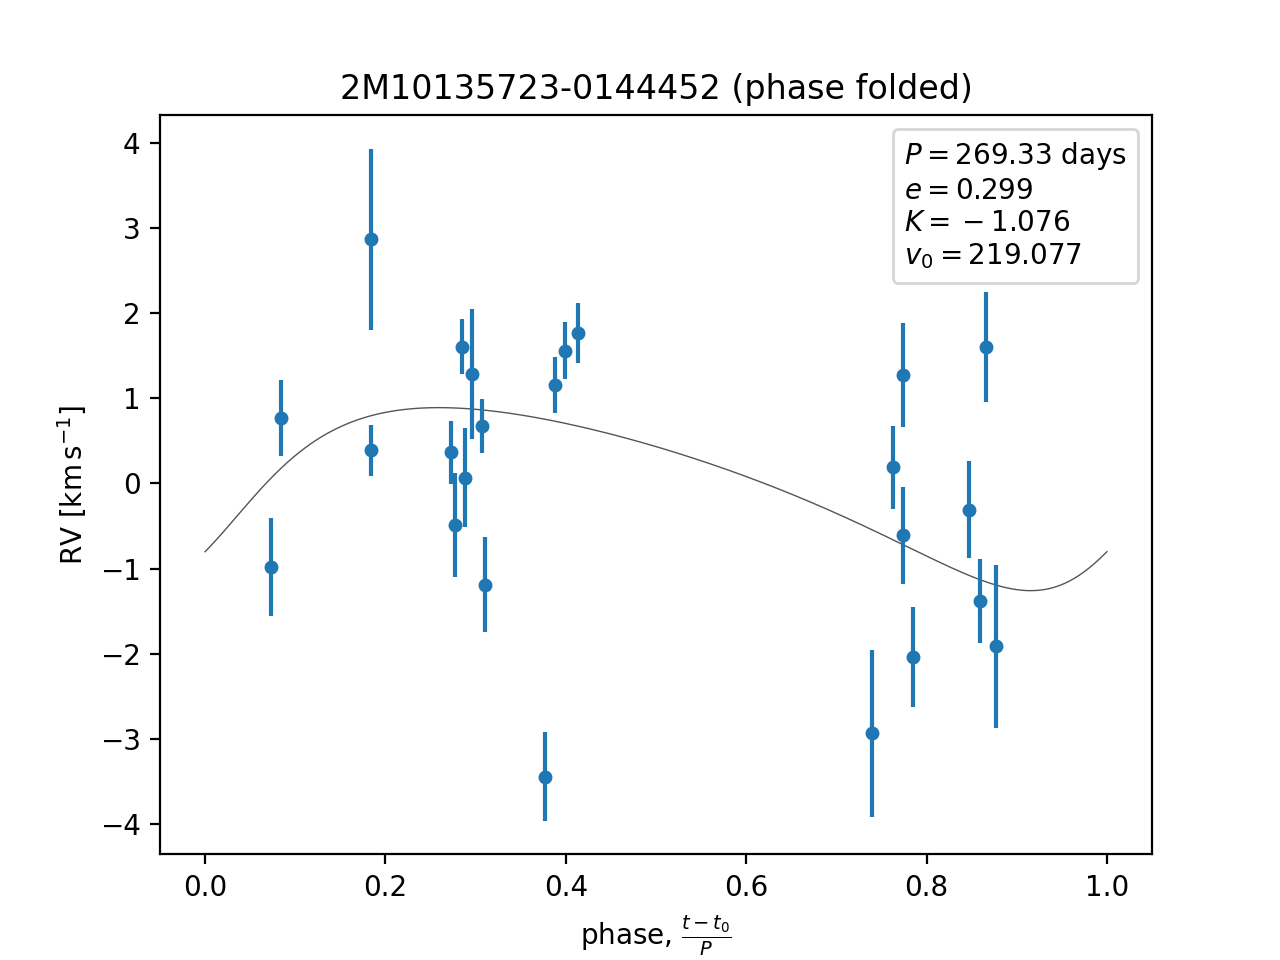 2M10135723-0144452 (phase folded)
P = 269.33 days
e = 0.299
K = −1.076
v₀ = 219.077
4
3
2
1
0
−1
−2
−3
−4
RV [km s⁻¹]
0.0 0.2 0.4 0.6 0.8 1.0
phase, (t − t₀)/P